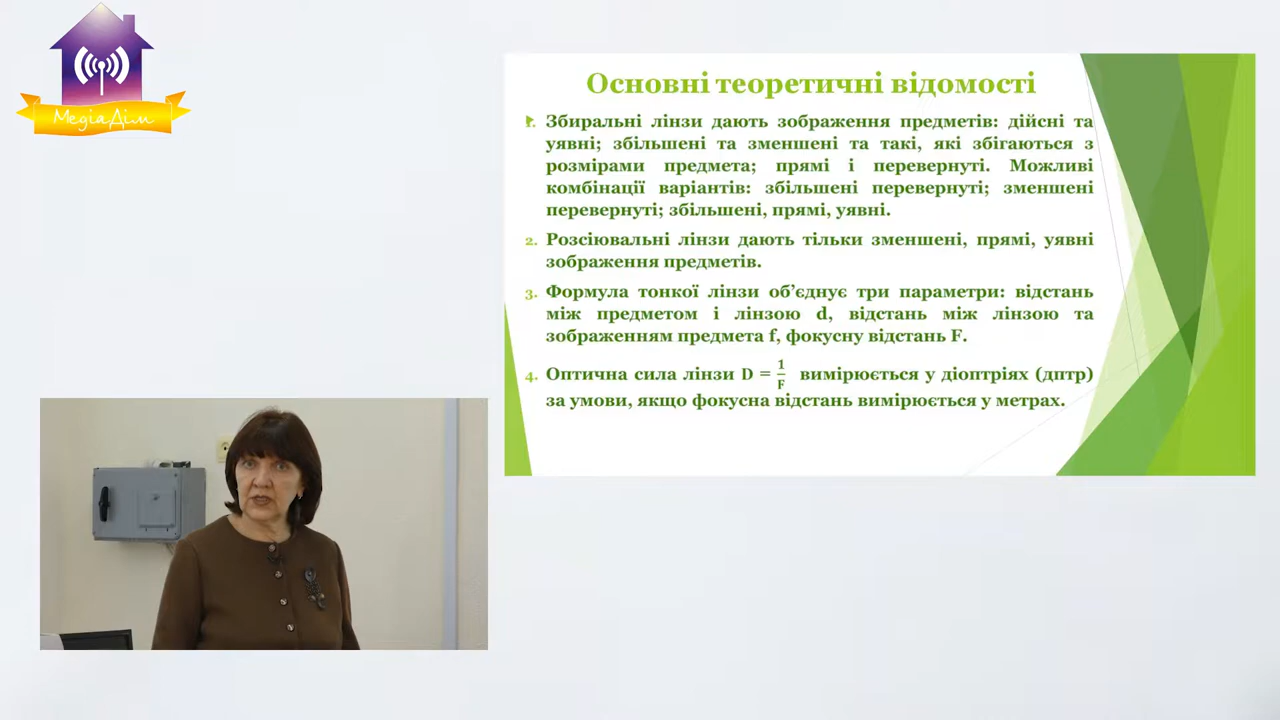 МедіаДім
Основні теоретичні відомості
1. Збиральні лінзи дають зображення предметів: дійсні та
уявні; збільшені та зменшені та такі, які збігаються з
розмірами предмета; прямі і перевернуті. Можливі
комбінації варіантів: збільшені перевернуті; зменшені
перевернуті; збільшені, прямі, уявні.
2. Розсіювальні лінзи дають тільки зменшені, прямі, уявні
зображення предметів.
3. Формула тонкої лінзи об’єднує три параметри: відстань
між предметом і лінзою d, відстань між лінзою та
зображенням предмета f, фокусну відстань F.
4. Оптична сила лінзи D = 1/F вимірюється у діоптріях (дптр)
за умови, якщо фокусна відстань вимірюється у метрах.